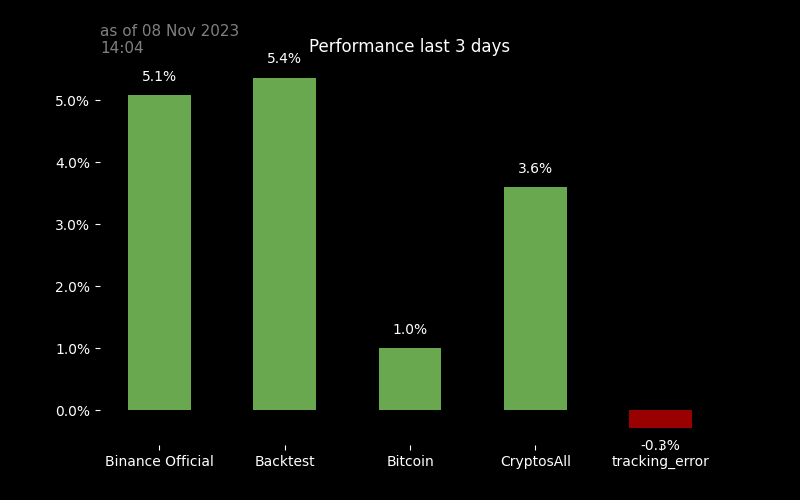 as of 08 Nov 2023
14:04
Performance last 3 days
5.1%
5.4%
1.0%
3.6%
-0.3%
5.0%
4.0%
3.0%
2.0%
1.0%
0.0%
Binance Official
Backtest
Bitcoin
CryptosAll
tracking_error